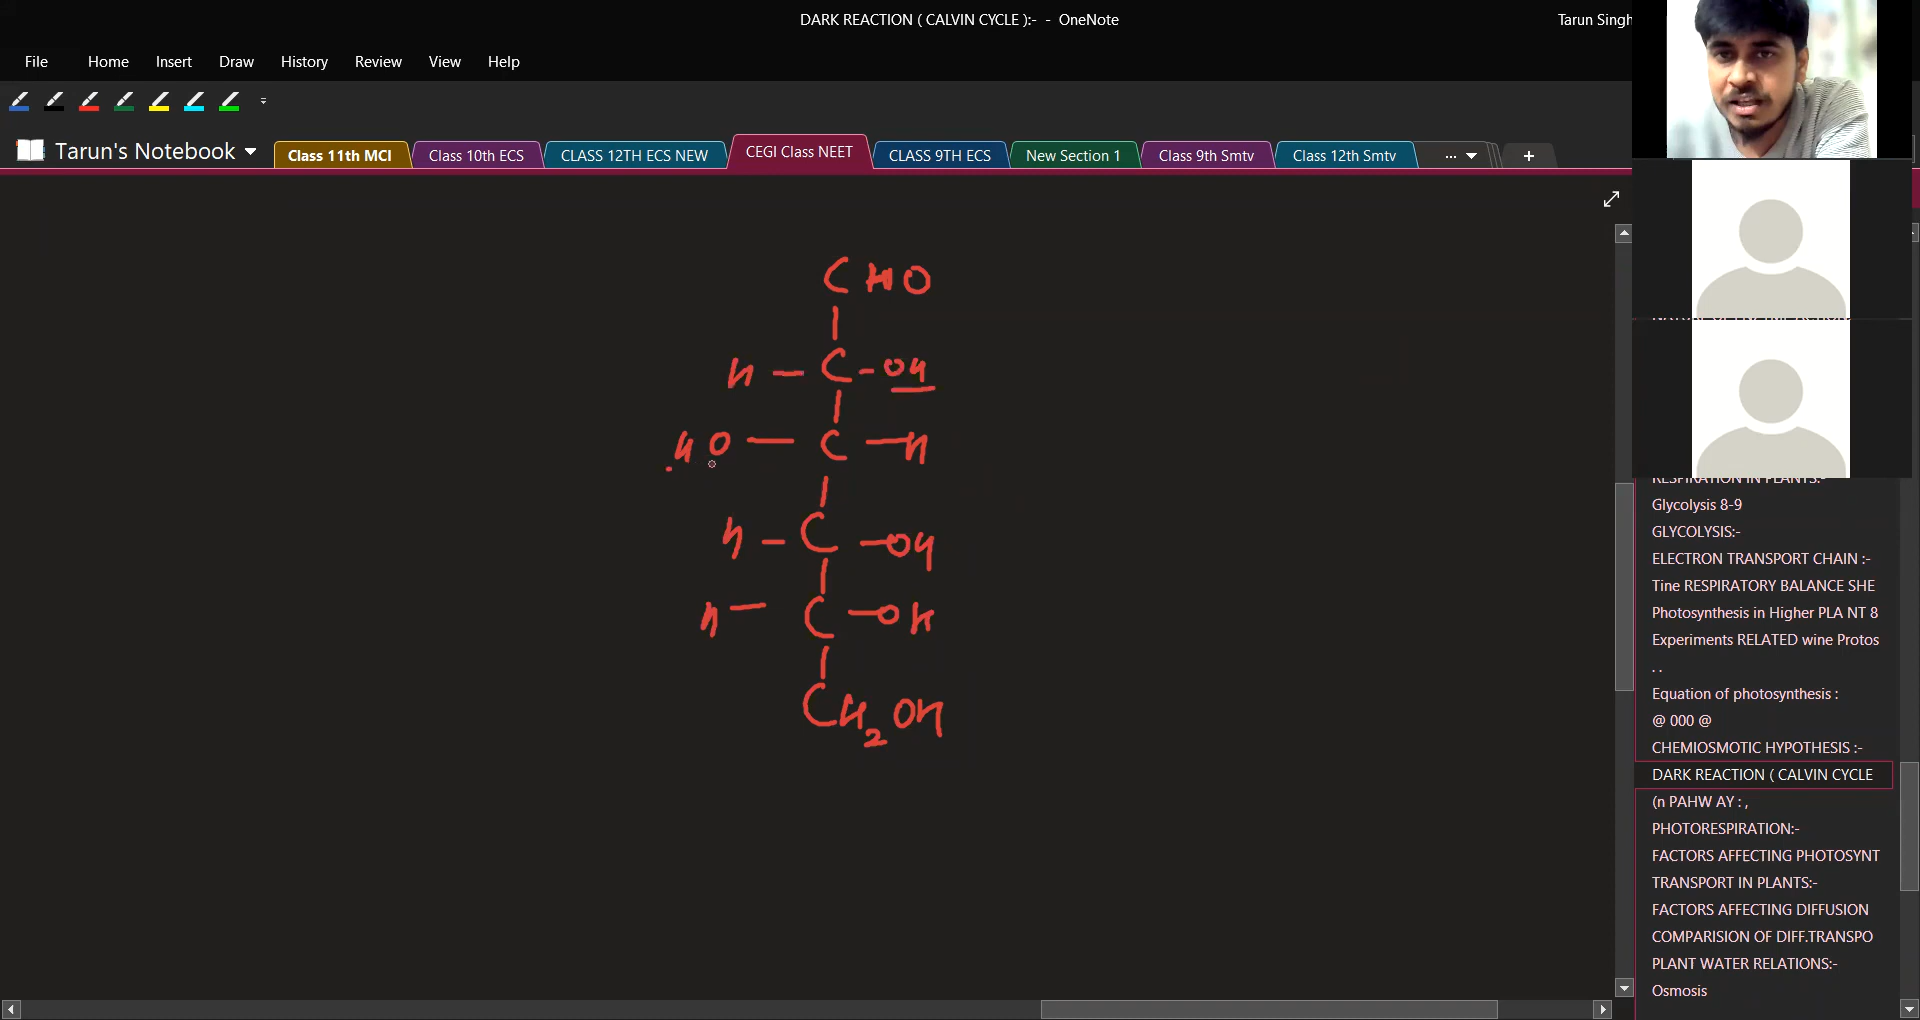 DARK REACTION ( CALVIN CYCLE ):- - OneNote
Tarun Singh
File Home Insert Draw History Review View Help
Tarun's Notebook
Class 11th MCI Class 10th ECS CLASS 12TH ECS NEW CEGI Class NEET CLASS 9TH ECS New Section 1 Class 9th Smtv Class 12th Smtv ... +
CHO
H - C - OH
HO - C - H
H - C - OH
H - C - OH
CH2OH
RESPIRATION IN PLANTS:-
Glycolysis 8-9
GLYCOLYSIS:-
ELECTRON TRANSPORT CHAIN :-
Tine RESPIRATORY BALANCE SHE
Photosynthesis in Higher PLA NT 8
Experiments RELATED wine Protos
. .
Equation of photosynthesis :
@ 000 @
CHEMIOSMOTIC HYPOTHESIS :-
DARK REACTION ( CALVIN CYCLE
(n PAHW AY : ,
PHOTORESPIRATION:-
FACTORS AFFECTING PHOTOSYNT
TRANSPORT IN PLANTS:-
FACTORS AFFECTING DIFFUSION
COMPARISION OF DIFF.TRANSPO
PLANT WATER RELATIONS:-
Osmosis